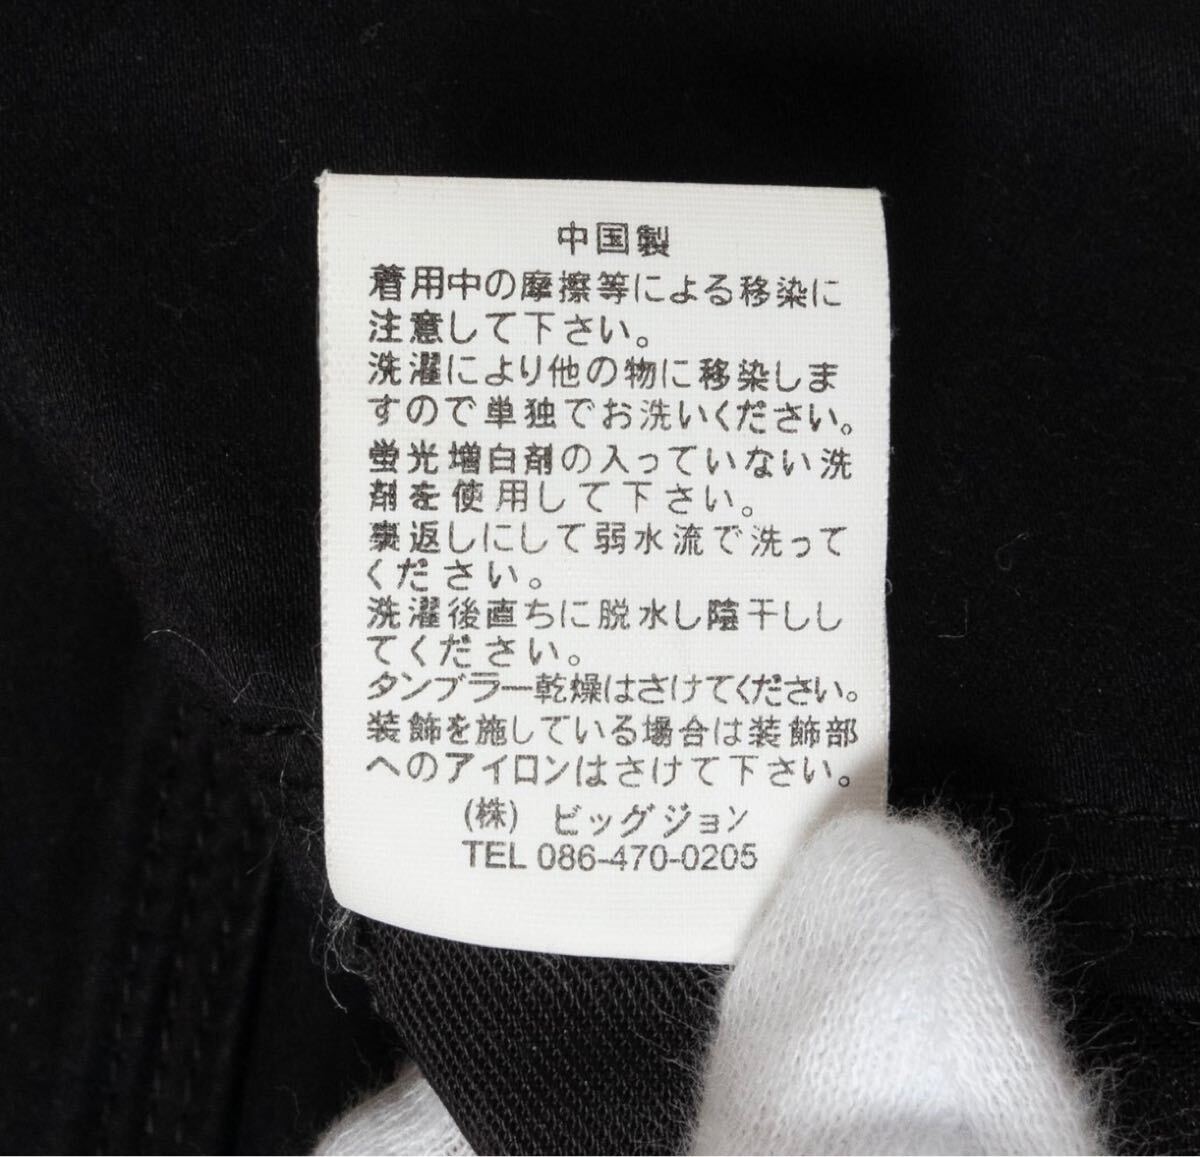 中国製
着用中の摩擦等による移染に
注意して下さい。
洗濯により他の物に移染しま
すので単独でお洗いください。
蛍光増白剤の入っていない洗
剤を使用して下さい。
裏返しにして弱水流で洗って
ください。
洗濯後直ちに脱水し陰干しし
てください。
タンブラー乾燥はさけてください。
装飾を施している場合は装飾部
へのアイロンはさけて下さい。
(株) ビッグジョン
TEL 086-470-0205